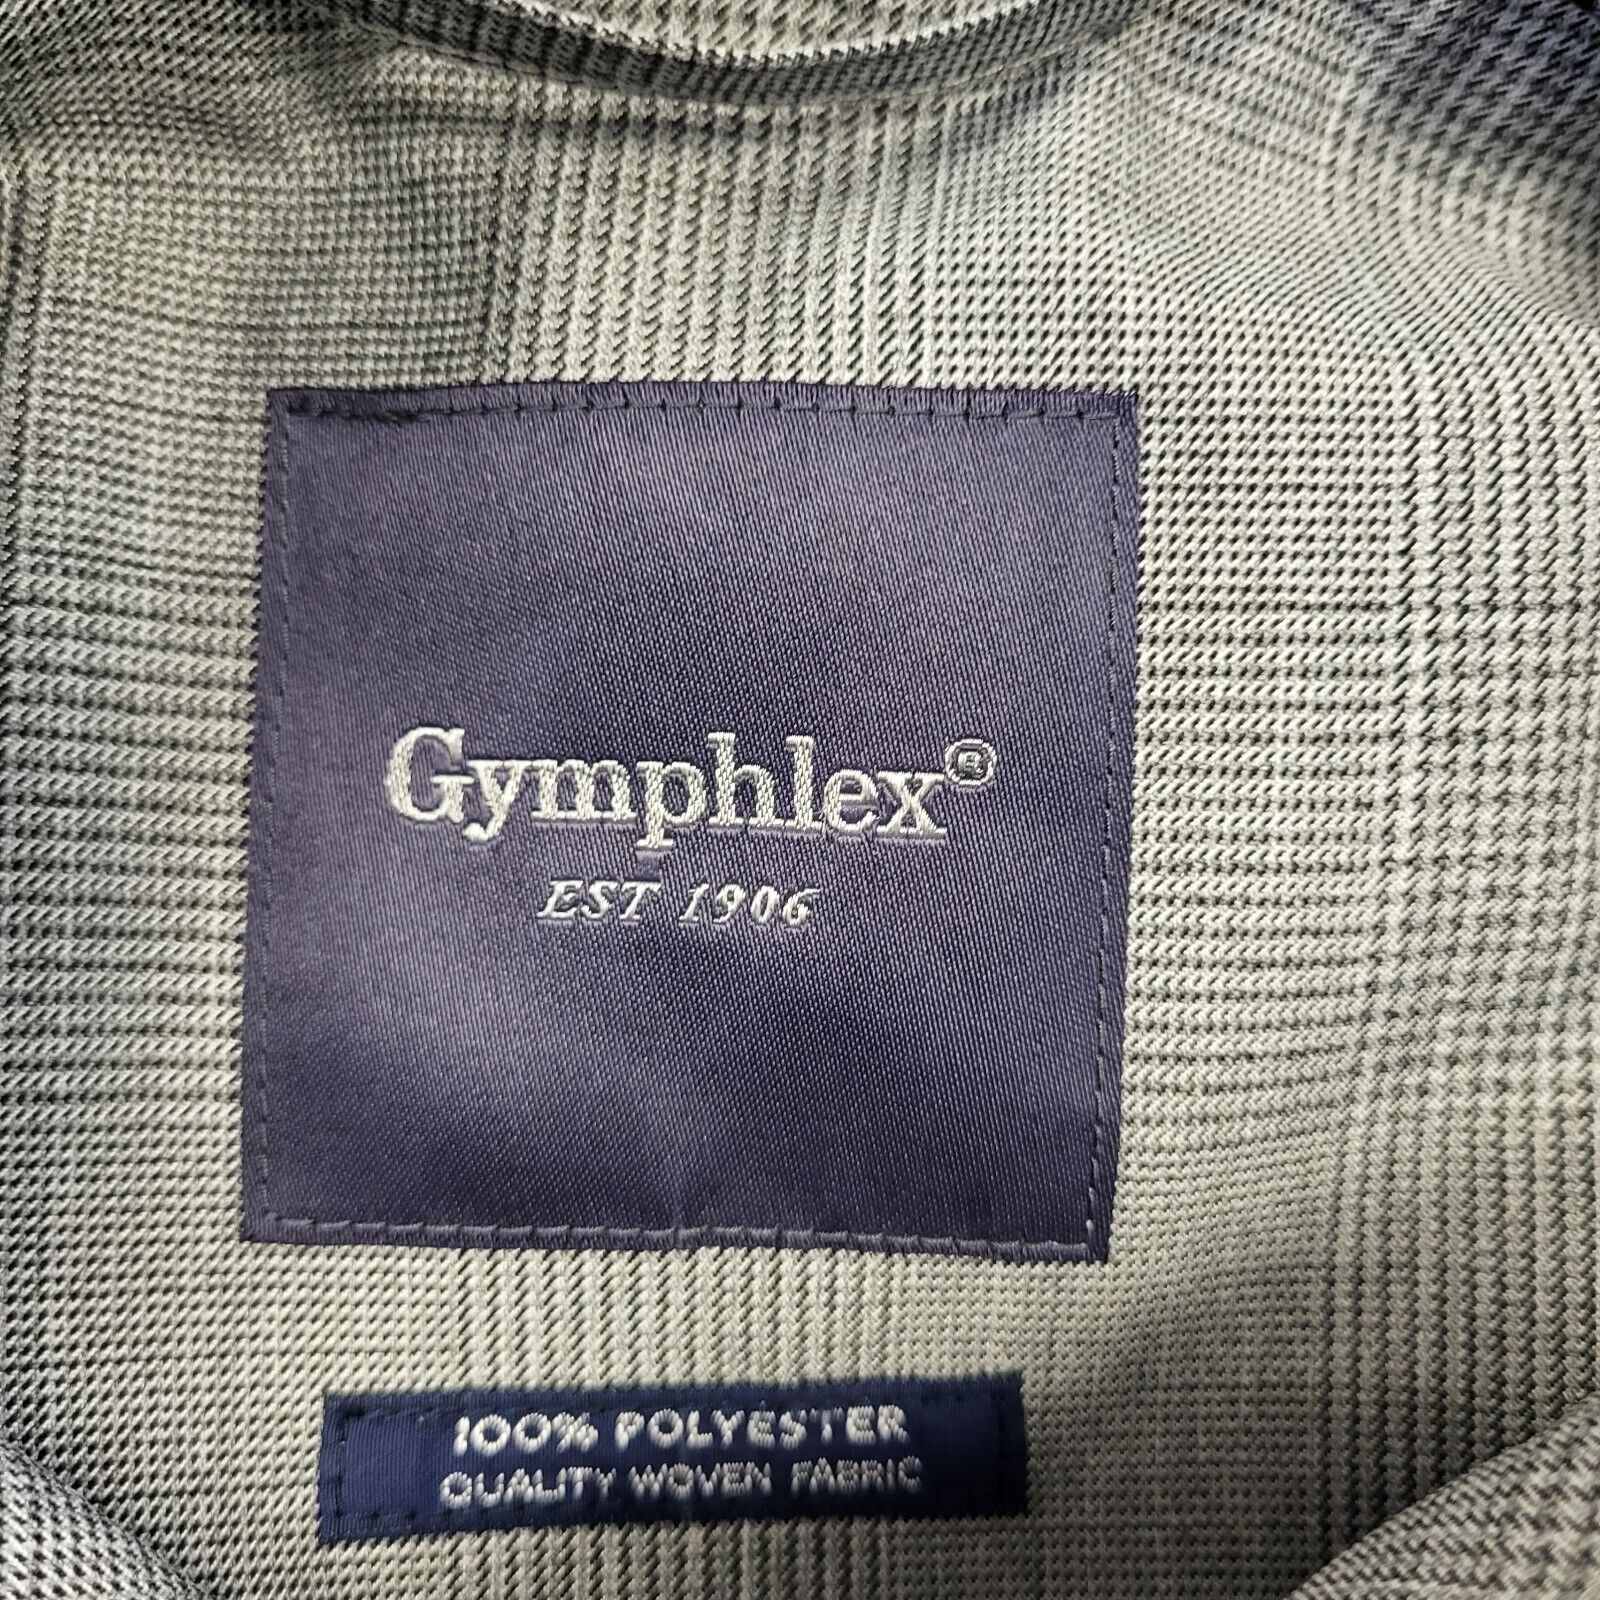 Gymphlex®
EST 1906
100% POLYESTER
QUALITY WOVEN FABRIC